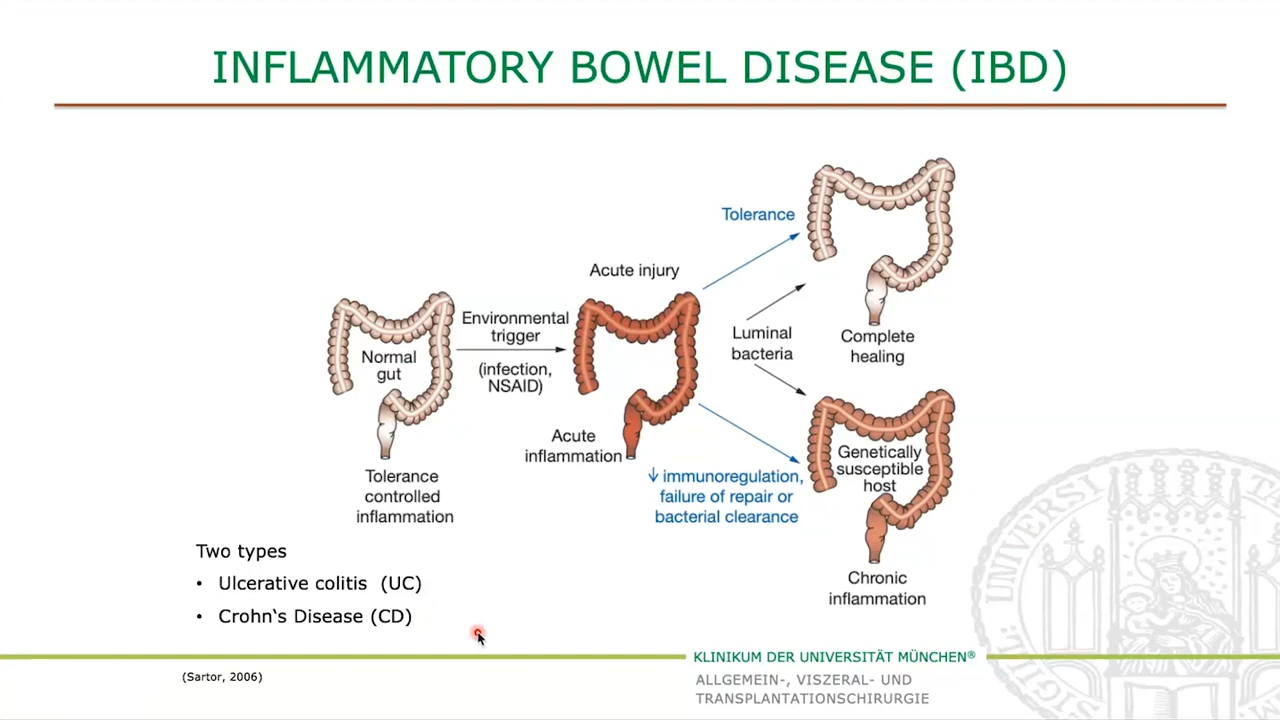 INFLAMMATORY BOWEL DISEASE (IBD)
Normal
gut
Tolerance
controlled
inflammation
Environmental
trigger
(infection,
NSAID)
Acute injury
Acute
inflammation
Tolerance
Luminal
bacteria
↓ immunoregulation,
failure of repair or
bacterial clearance
Complete
healing
Genetically
susceptible
host
Chronic
inflammation
Two types
• Ulcerative colitis (UC)
• Crohn‘s Disease (CD)
(Sartor, 2006)
KLINIKUM DER UNIVERSITÄT MÜNCHEN®
ALLGEMEIN-, VISZERAL- UND
TRANSPLANTATIONSCHIRURGIE